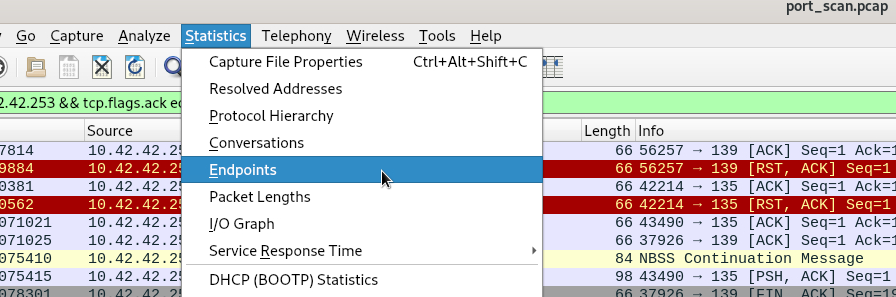 port_scan.pcap
Go Capture Analyze Statistics Telephony Wireless Tools Help
Capture File Properties Ctrl+Alt+Shift+C
Resolved Addresses
2.42.253 && tcp.flags.ack
Protocol Hierarchy
Source Length Info
Conversations
7814 10.42.42.25 66 56257 → 139 [ACK] Seq=1 Ack=1
Endpoints
9884 10.42.42.25 66 56257 → 139 [RST, ACK] Seq=1
0381 10.42.42.25 66 42214 → 135 [ACK] Seq=1 Ack=1
Packet Lengths
0562 10.42.42.25 66 42214 → 135 [RST, ACK] Seq=1
I/O Graph
071021 10.42.42.25 66 43490 → 135 [ACK] Seq=1 Ack=1
071025 10.42.42.25 66 37926 → 139 [ACK] Seq=1 Ack=1
Service Response Time
075410 10.42.42.25 84 NBSS Continuation Message
075415 10.42.42.25 98 43490 → 135 [PSH, ACK] Seq=1
DHCP (BOOTP) Statistics
078301 10.42.42.25 66 37926 → 139 [FIN, ACK] Seq=19